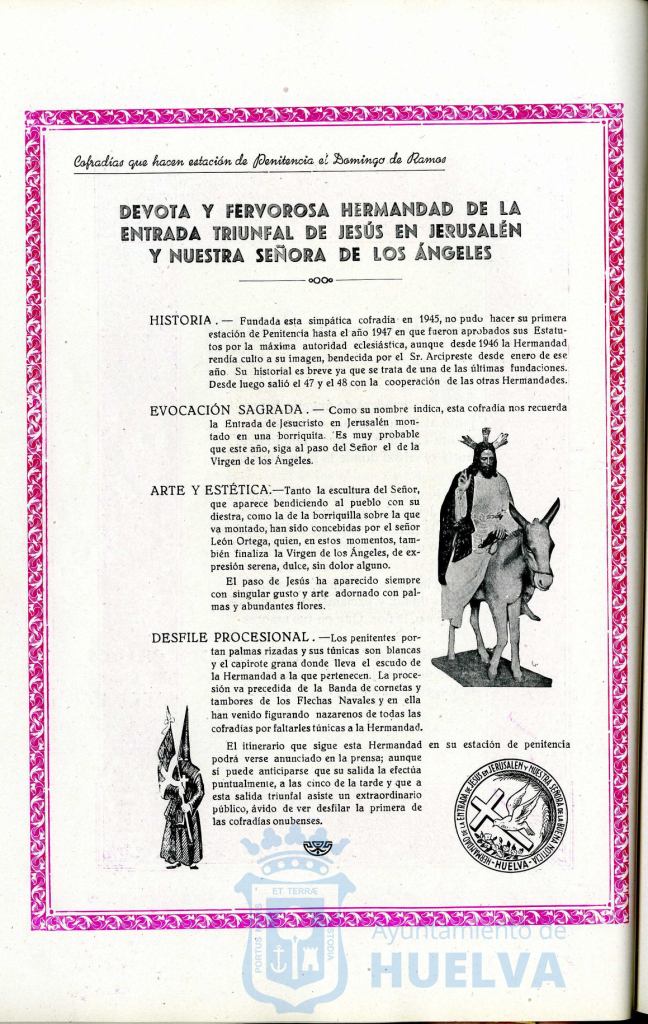 Cofradías que hacen estación de Penitencia el Domingo de Ramos
DEVOTA Y FERVOROSA HERMANDAD DE LA
ENTRADA TRIUNFAL DE JESÚS EN JERUSALÉN
Y NUESTRA SEÑORA DE LOS ÁNGELES
HISTORIA. — Fundada esta simpática cofradía en 1945, no pudo hacer su primera
estación de Penitencia hasta el año 1947 en que fueron aprobados sus Estatu-
tos por la máxima autoridad eclesiástica, aunque desde 1946 la Hermandad
rendía culto a su imagen, bendecida por el Sr. Arcipreste desde enero de ese
año. Su historial es breve ya que se trata de una de las últimas fundaciones.
Desde luego salió el 47 y el 48 con la cooperación de las otras Hermandades.
EVOCACIÓN SAGRADA. — Como su nombre indica, esta cofradía nos recuerda
la Entrada de Jesucristo en Jerusalén mon-
tado en una borriquita. Es muy probable
que este año, siga al paso del Señor el de la
Virgen de los Ángeles.
ARTE Y ESTÉTICA.—Tanto la escultura del Señor,
que aparece bendiciendo al pueblo con su
diestra, como la de la borriquilla sobre la que
va montado, han sido concebidas por el señor
León Ortega, quien, en estos momentos, tam-
bién finaliza la Virgen de los Ángeles, de ex-
presión serena, dulce, sin dolor alguno.
El paso de Jesús ha aparecido siempre
con singular gusto y arte adornado con pal-
mas y abundantes flores.
DESFILE PROCESIONAL. —Los penitentes por-
tan palmas rizadas y sus túnicas son blancas
y el capirote grana donde lleva el escudo de
la Hermandad a la que pertenecen. La proce-
sión va precedida de la Banda de cornetas y
tambores de los Flechas Navales y en ella
han venido figurando nazarenos de todas las
cofradías por faltarles túnicas a la Hermandad.
El itinerario que sigue esta Hermandad en su estación de penitencia
podrá verse anunciado en la prensa; aunque
sí puede anticiparse que su salida la efectúa
puntualmente, a las cinco de la tarde y que a
esta salida triunfal asiste un extraordinario
público, ávido de ver desfilar la primera de
las cofradías onubenses.
HERMANDAD DE LA ENTRADA DE JESÚS EN JERUSALEN Y NUESTRA SEÑORA DE LA BUENA NOTICIA
- HUELVA -
ET TERRÆ
PORTUS MARIS
CUSTODIA
Ayuntamiento de
HUELVA